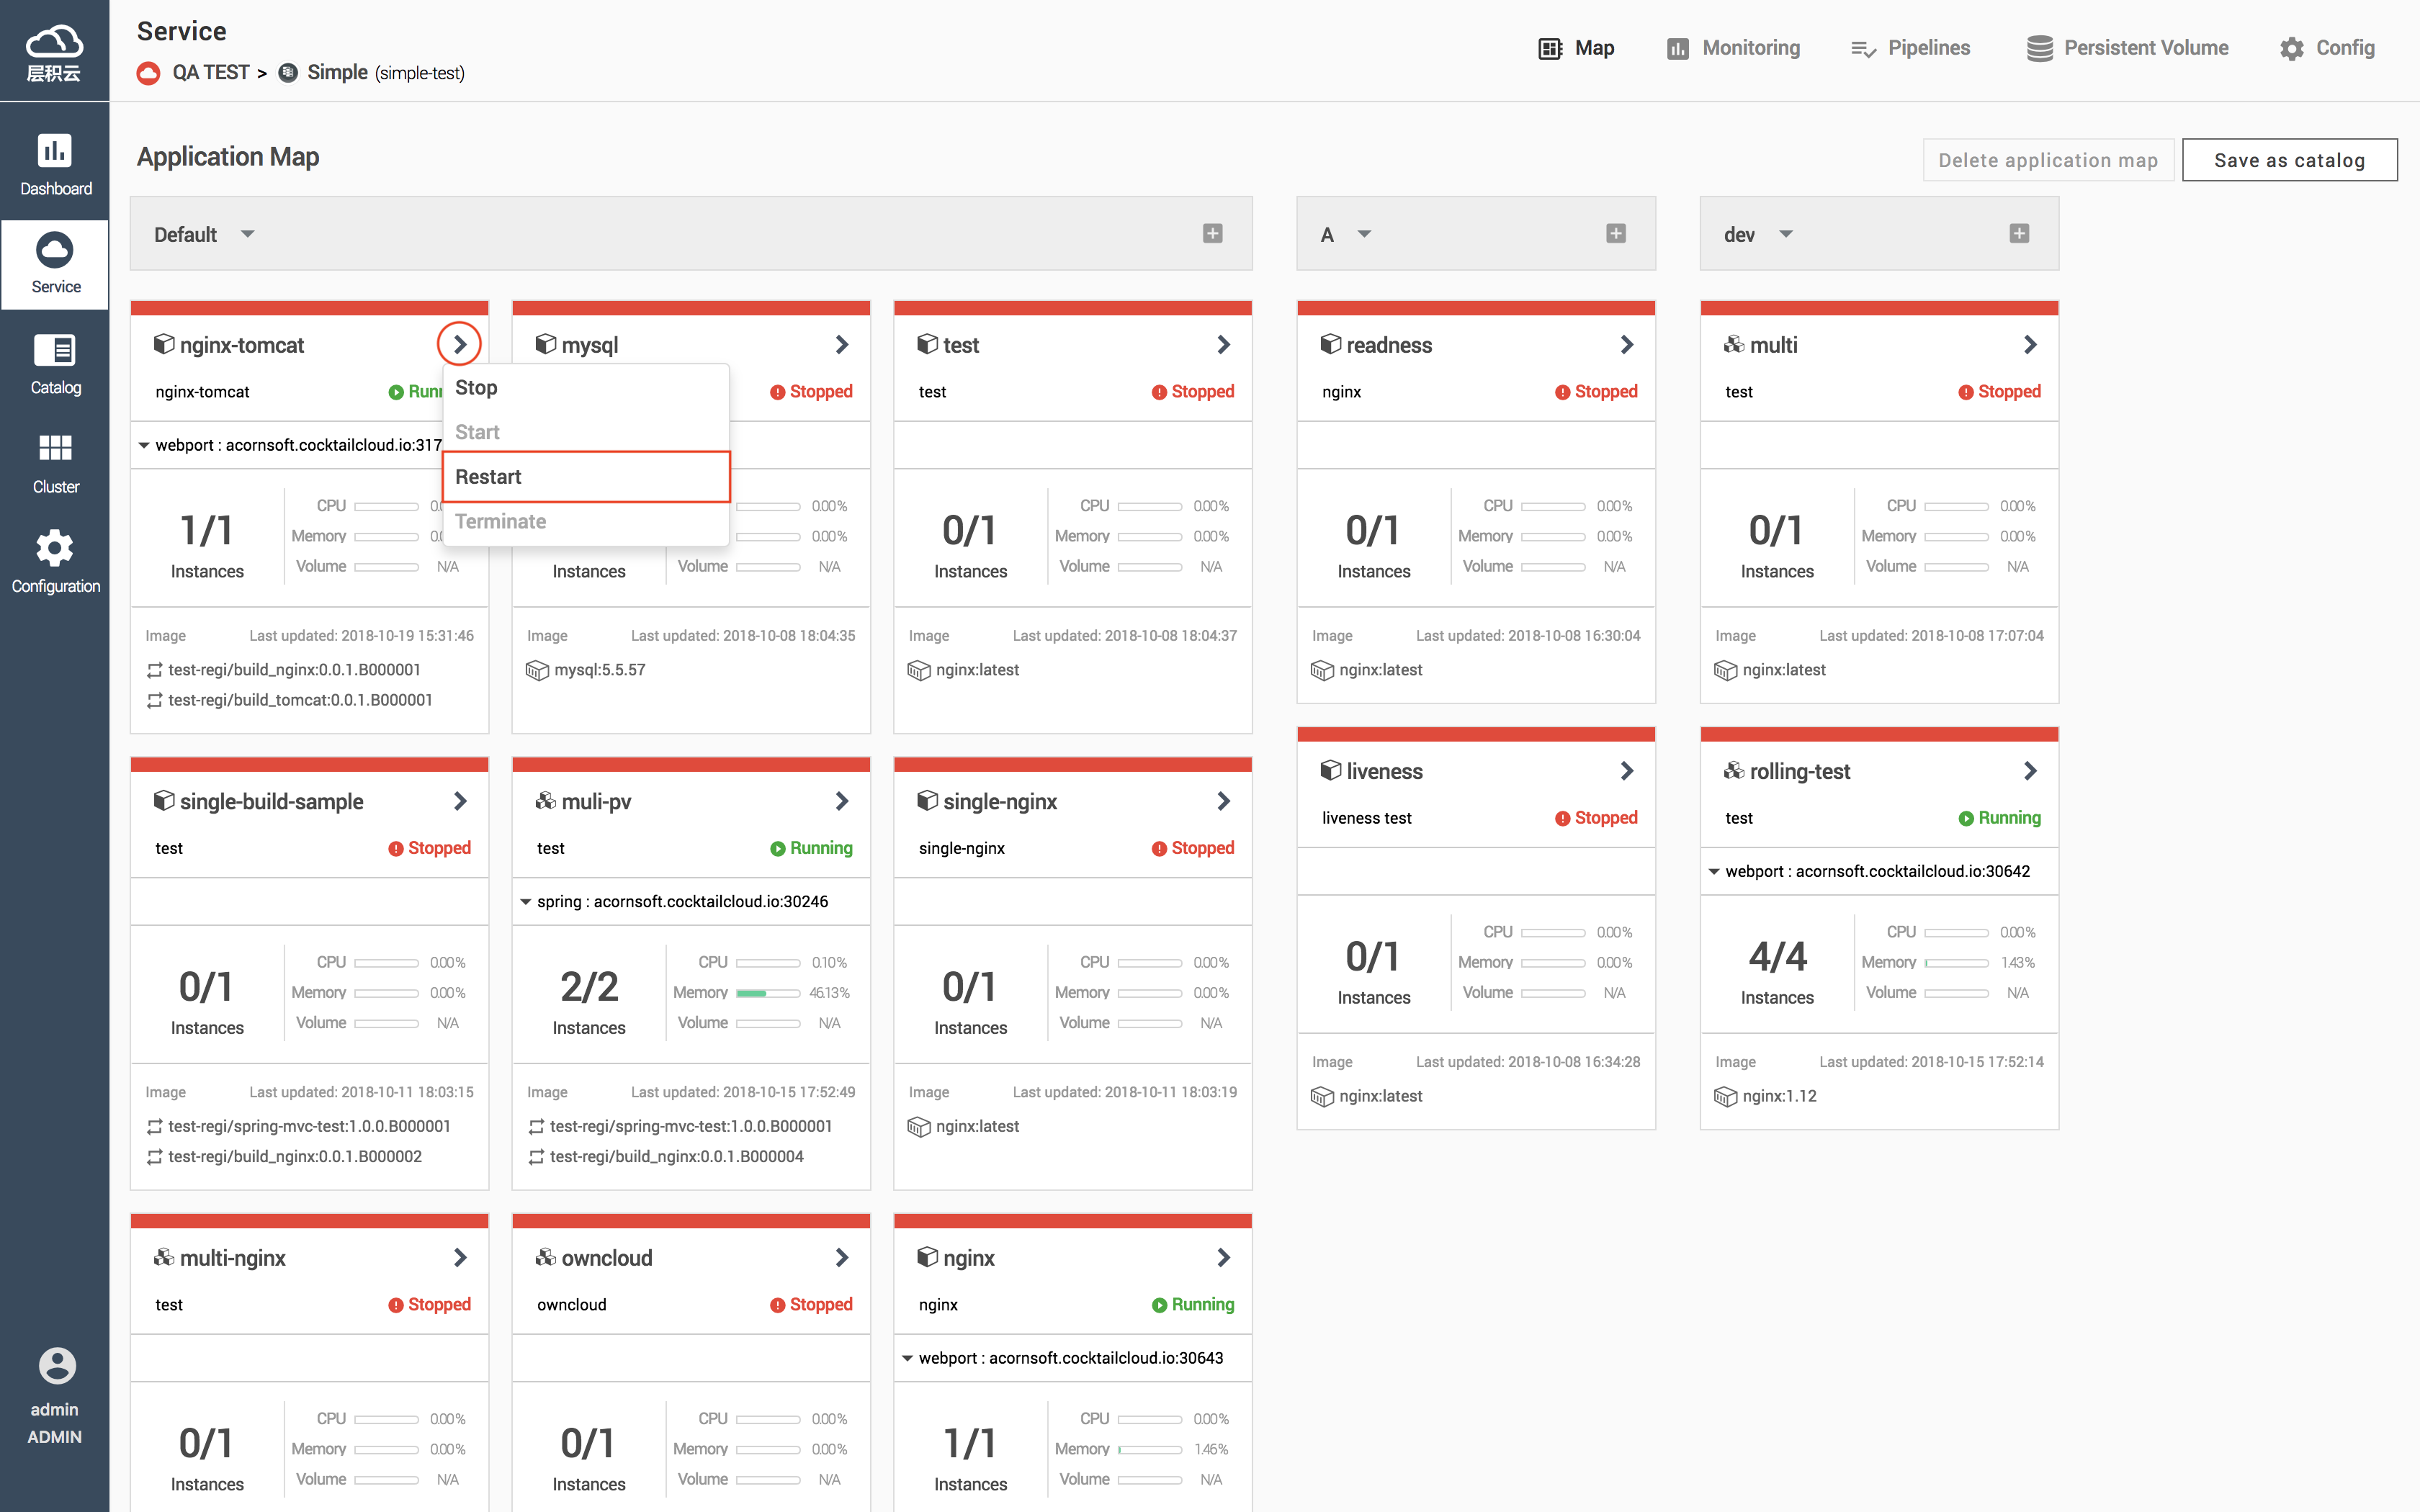 层积云
Service
QA TEST > Simple (simple-test)
Map
Monitoring
Pipelines
Persistent Volume
Config
Dashboard
Service
Catalog
Cluster
Configuration
admin
ADMIN
Application Map
Delete application map
Save as catalog
Default
A
dev
nginx-tomcat
nginx-tomcat
Runn
webport : acornsoft.cocktailcloud.io:317
1/1
Instances
CPU 0.
Memory 0.
Volume N/A
Image Last updated: 2018-10-19 15:31:46
test-regi/build_nginx:0.0.1.B000001
test-regi/build_tomcat:0.0.1.B000001
Stop
Start
Restart
Terminate
mysql
Stopped
Instances
0.00%
0.00%
Volume N/A
Image Last updated: 2018-10-08 18:04:35
mysql:5.5.57
test
test
Stopped
0/1
Instances
CPU 0.00%
Memory 0.00%
Volume N/A
Image Last updated: 2018-10-08 18:04:37
nginx:latest
readness
nginx
Stopped
0/1
Instances
CPU 0.00%
Memory 0.00%
Volume N/A
Image Last updated: 2018-10-08 16:30:04
nginx:latest
multi
test
Stopped
0/1
Instances
CPU 0.00%
Memory 0.00%
Volume N/A
Image Last updated: 2018-10-08 17:07:04
nginx:latest
single-build-sample
test
Stopped
0/1
Instances
CPU 0.00%
Memory 0.00%
Volume N/A
Image Last updated: 2018-10-11 18:03:15
test-regi/spring-mvc-test:1.0.0.B000001
test-regi/build_nginx:0.0.1.B000002
muli-pv
test
Running
spring : acornsoft.cocktailcloud.io:30246
2/2
Instances
CPU 0.10%
Memory 46.13%
Volume N/A
Image Last updated: 2018-10-15 17:52:49
test-regi/spring-mvc-test:1.0.0.B000001
test-regi/build_nginx:0.0.1.B000004
single-nginx
single-nginx
Stopped
0/1
Instances
CPU 0.00%
Memory 0.00%
Volume N/A
Image Last updated: 2018-10-11 18:03:19
nginx:latest
liveness
liveness test
Stopped
0/1
Instances
CPU 0.00%
Memory 0.00%
Volume N/A
Image Last updated: 2018-10-08 16:34:28
nginx:latest
rolling-test
test
Running
webport : acornsoft.cocktailcloud.io:30642
4/4
Instances
CPU 0.00%
Memory 1.43%
Volume N/A
Image Last updated: 2018-10-15 17:52:14
nginx:1.12
multi-nginx
test
Stopped
0/1
Instances
CPU 0.00%
Memory 0.00%
Volume N/A
owncloud
owncloud
Stopped
0/1
Instances
CPU 0.00%
Memory 0.00%
Volume N/A
nginx
nginx
Running
webport : acornsoft.cocktailcloud.io:30643
1/1
Instances
CPU 0.00%
Memory 1.46%
Volume N/A